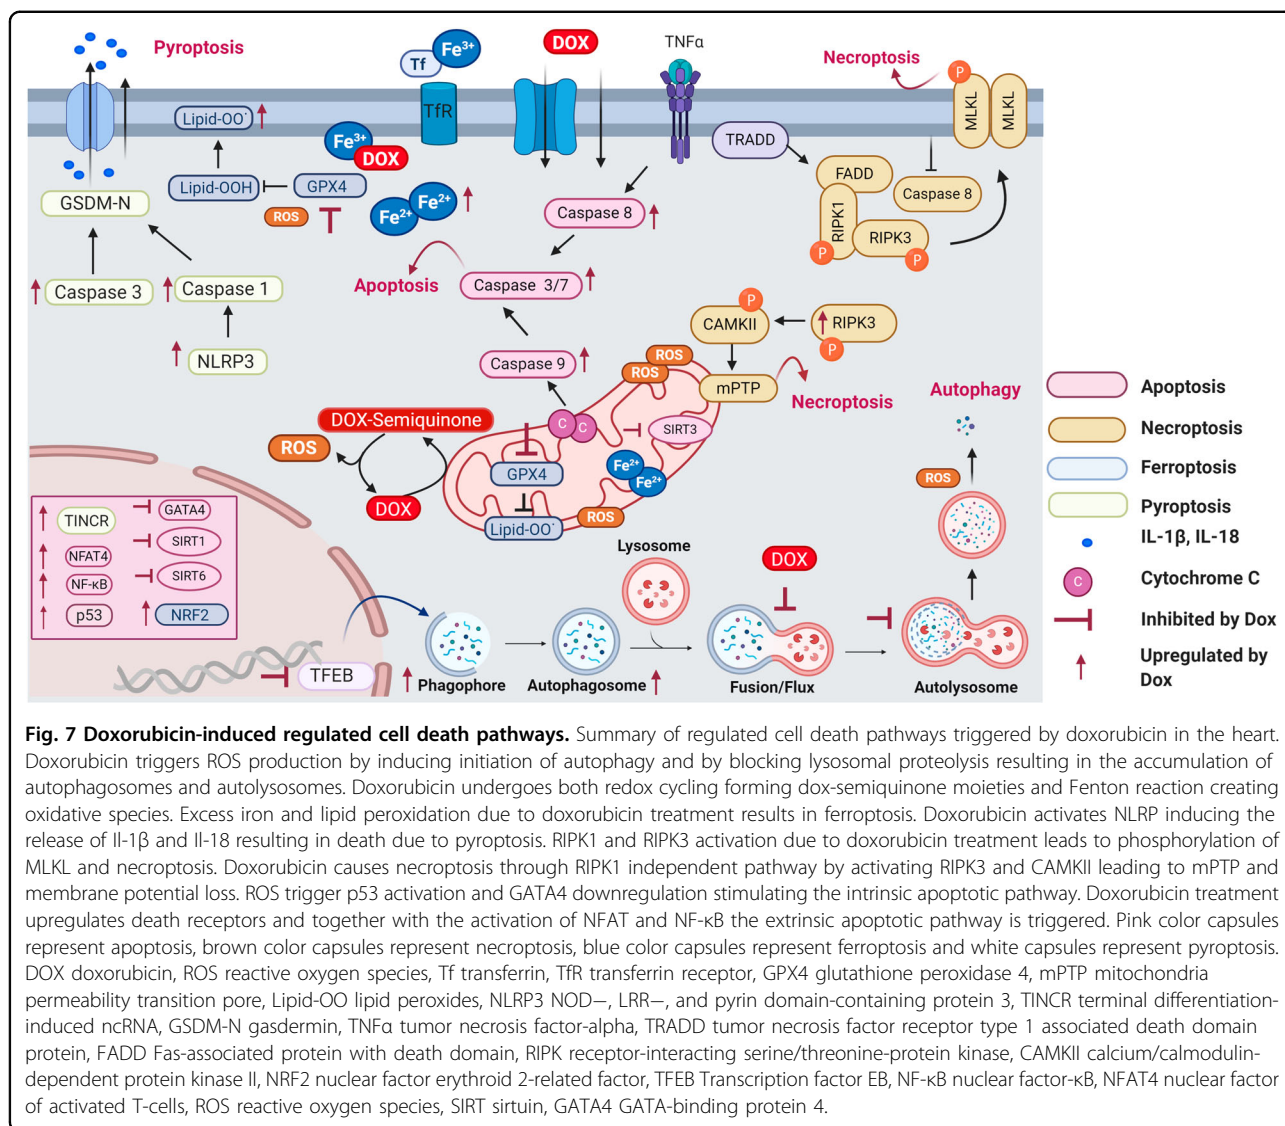 Pyroptosis
Tf
Fe3+
DOX
TNFα
Necroptosis
P
MLKL
MLKL
Lipid-OO˙
TfR
Fe3+
DOX
TRADD
Lipid-OOH
GPX4
ROS
Fe2+
Fe2+
FADD
RIPK1
RIPK3
P
P
Caspase 8
GSDM-N
Caspase 8
Apoptosis
Caspase 3/7
Caspase 3
Caspase 1
NLRP3
P
CAMKII
RIPK3
P
Caspase 9
ROS
ROS
mPTP
Necroptosis
Autophagy
DOX-Semiquinone
ROS
DOX
C
C
SIRT3
GPX4
Fe2+
Fe2+
Lipid-OO˙
ROS
ROS
TINCR
GATA4
NFAT4
SIRT1
NF-κB
SIRT6
p53
NRF2
TFEB
Lysosome
DOX
Phagophore
Autophagosome
Fusion/Flux
Autolysosome
Apoptosis
Necroptosis
Ferroptosis
Pyroptosis
IL-1β, IL-18
C
Cytochrome C
Inhibited by Dox
Upregulated by
Dox
Fig. 7 Doxorubicin-induced regulated cell death pathways. Summary of regulated cell death pathways triggered by doxorubicin in the heart.
Doxorubicin triggers ROS production by inducing initiation of autophagy and by blocking lysosomal proteolysis resulting in the accumulation of
autophagosomes and autolysosomes. Doxorubicin undergoes both redox cycling forming dox-semiquinone moieties and Fenton reaction creating
oxidative species. Excess iron and lipid peroxidation due to doxorubicin treatment results in ferroptosis. Doxorubicin activates NLRP inducing the
release of Il-1β and Il-18 resulting in death due to pyroptosis. RIPK1 and RIPK3 activation due to doxorubicin treatment leads to phosphorylation of
MLKL and necroptosis. Doxorubicin causes necroptosis through RIPK1 independent pathway by activating RIPK3 and CAMKII leading to mPTP and
membrane potential loss. ROS trigger p53 activation and GATA4 downregulation stimulating the intrinsic apoptotic pathway. Doxorubicin treatment
upregulates death receptors and together with the activation of NFAT and NF-κB the extrinsic apoptotic pathway is triggered. Pink color capsules
represent apoptosis, brown color capsules represent necroptosis, blue color capsules represent ferroptosis and white capsules represent pyroptosis.
DOX doxorubicin, ROS reactive oxygen species, Tf transferrin, TfR transferrin receptor, GPX4 glutathione peroxidase 4, mPTP mitochondria
permeability transition pore, Lipid-OO lipid peroxides, NLRP3 NOD−, LRR−, and pyrin domain-containing protein 3, TINCR terminal differentiation-
induced ncRNA, GSDM-N gasdermin, TNFα tumor necrosis factor-alpha, TRADD tumor necrosis factor receptor type 1 associated death domain
protein, FADD Fas-associated protein with death domain, RIPK receptor-interacting serine/threonine-protein kinase, CAMKII calcium/calmodulin-
dependent protein kinase II, NRF2 nuclear factor erythroid 2-related factor, TFEB Transcription factor EB, NF-κB nuclear factor-κB, NFAT4 nuclear factor
of activated T-cells, ROS reactive oxygen species, SIRT sirtuin, GATA4 GATA-binding protein 4.